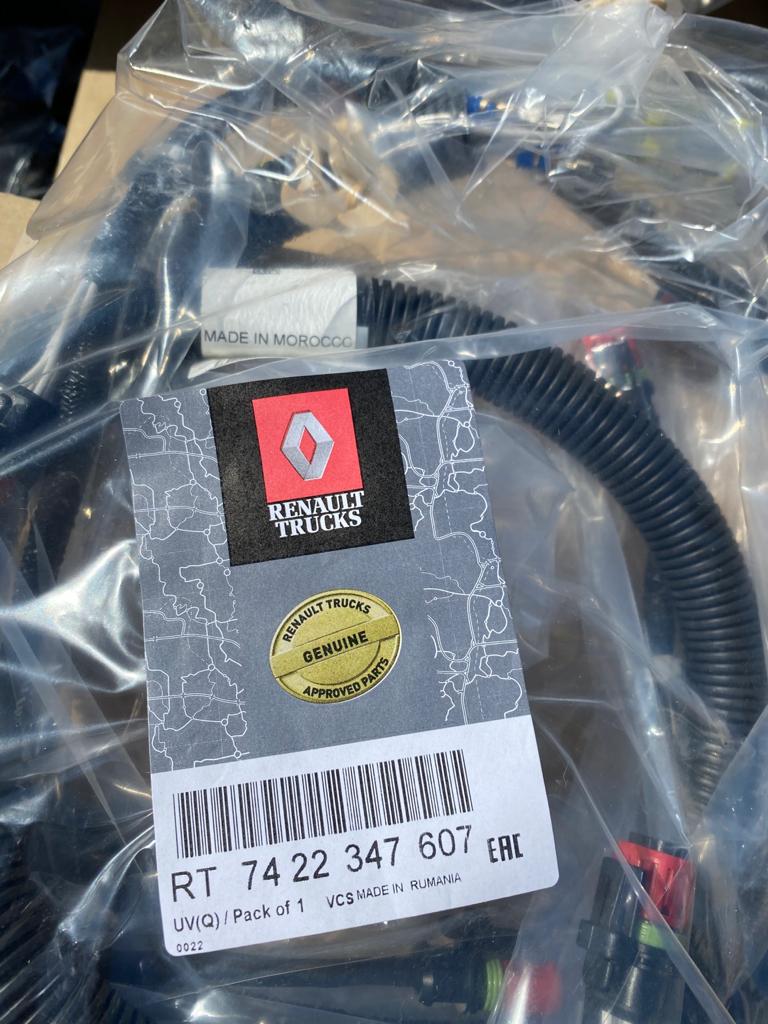 MADE IN MOROCCO
RENAULT
TRUCKS
RENAULT TRUCKS
GENUINE
APPROVED PARTS
RT 74 22 347 607 EAC
UV(Q) / Pack of 1 VCS MADE IN RUMANIA
0022